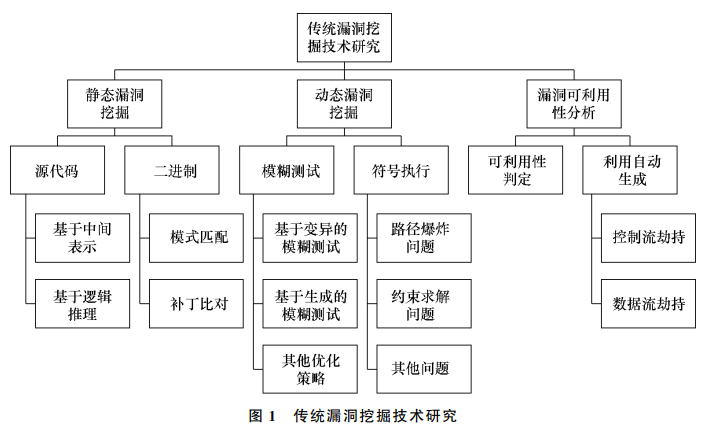 传统漏洞挖
掘技术研究
静态漏洞
挖掘
动态漏洞
挖掘
漏洞可利用
性分析
源代码
二进制
模糊测试
符号执行
可利用性
判定
利用自动
生成
基于中间
表示
模式匹配
基于变异的
模糊测试
路径爆炸
问题
控制流劫持
基于逻辑
推理
补丁比对
基于生成的
模糊测试
约束求解
问题
数据流劫持
其他优化
策略
其他问题
图 1 传统漏洞挖掘技术研究